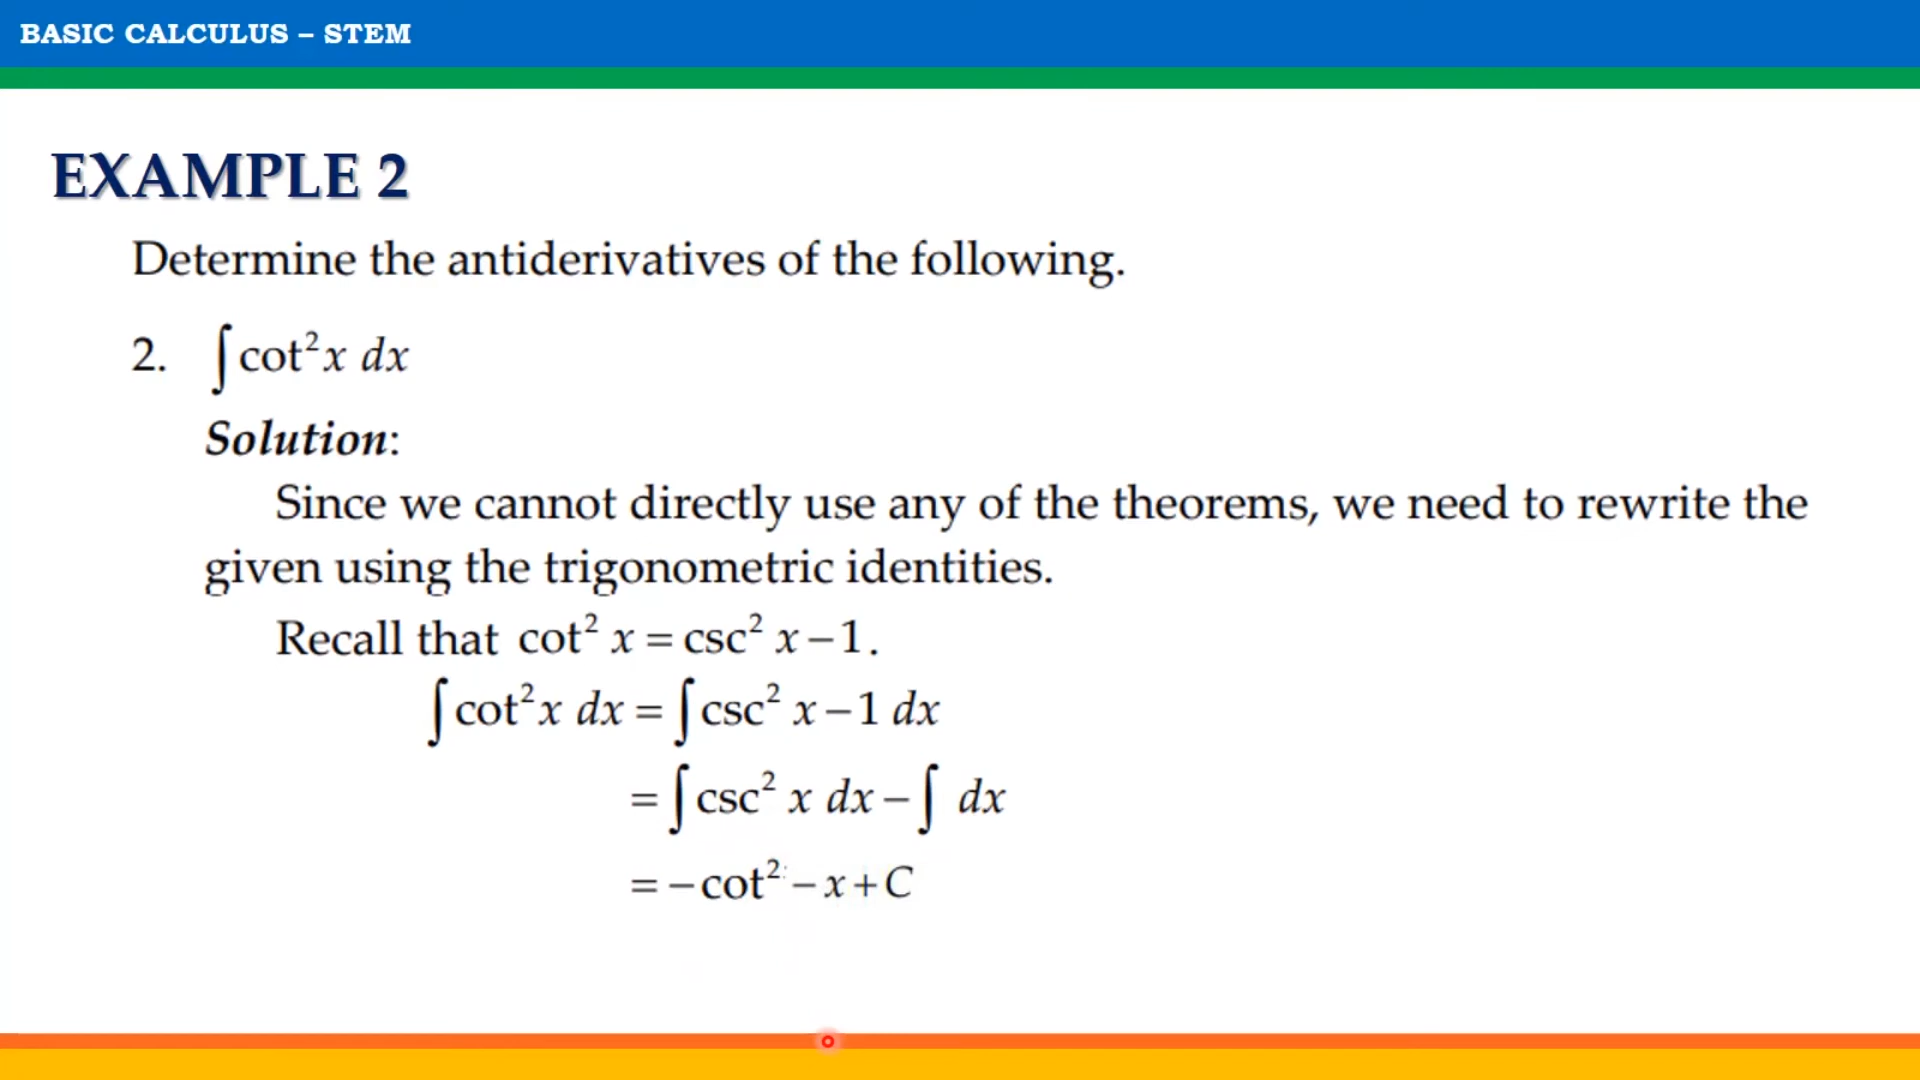 BASIC CALCULUS – STEM
EXAMPLE 2
Determine the antiderivatives of the following.
2. ∫cot²x dx
Solution:
Since we cannot directly use any of the theorems, we need to rewrite the
given using the trigonometric identities.
Recall that cot² x = csc² x − 1.
∫cot²x dx = ∫csc² x − 1 dx
= ∫csc² x dx − ∫ dx
= − cot² − x + C